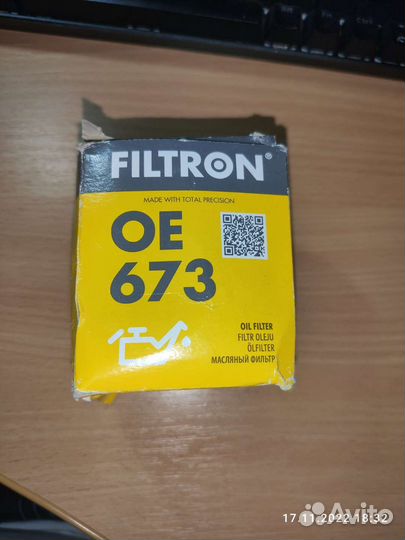 FILTRON®
MADE WITH TOTAL PRECISION
OE
673
OIL FILTER
FILTR OLEJU
ÖLFILTER
МАСЛЯНЫЙ ФИЛЬТР
17.11.2022 18:32
Avito